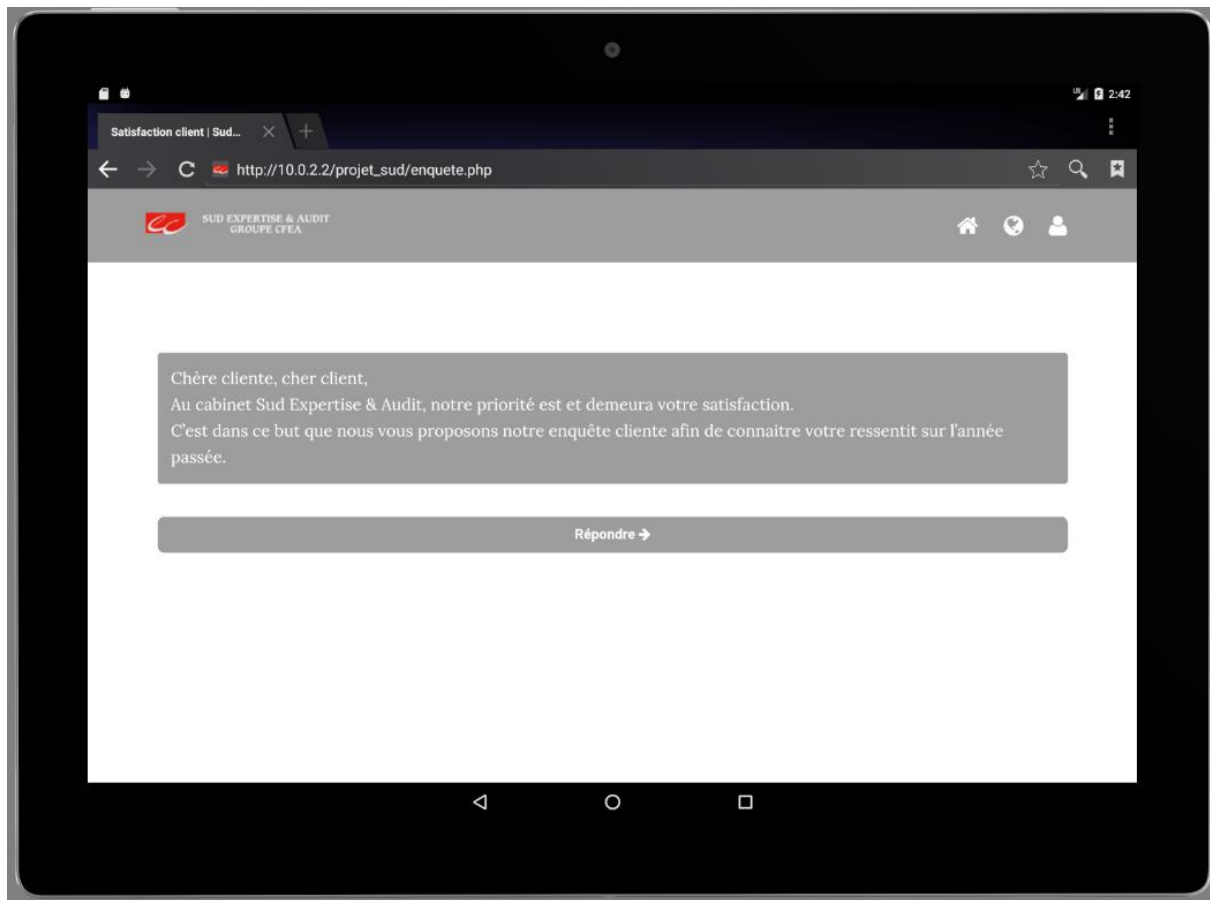 2:42
Satisfaction client | Sud...
http://10.0.2.2/projet_sud/enquete.php
SUD EXPERTISE & AUDIT
GROUPE CFEA
Chère cliente, cher client,
Au cabinet Sud Expertise & Audit, notre priorité est et demeura votre satisfaction.
C'est dans ce but que nous vous proposons notre enquête cliente afin de connaitre votre ressentit sur l'année
passée.
Répondre →